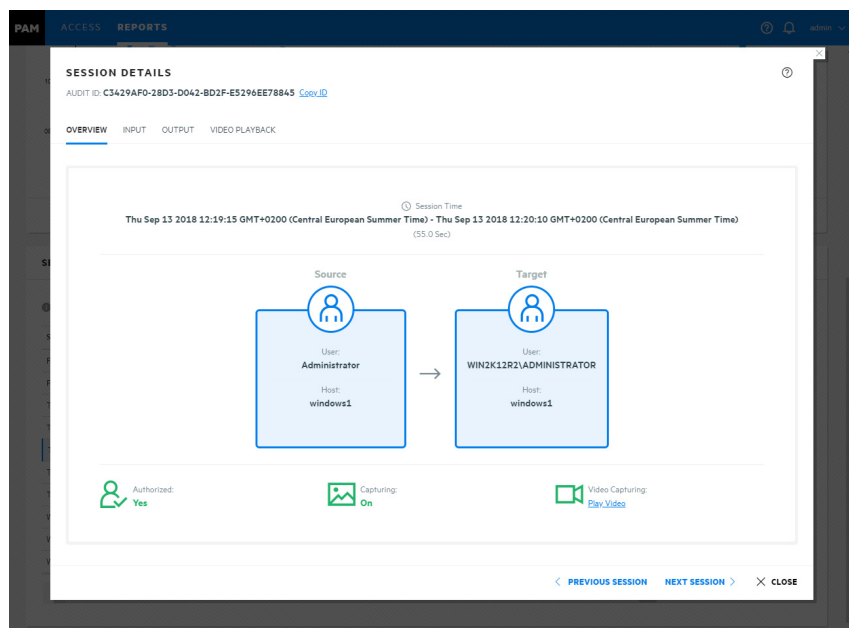 PAM ACCESS REPORTS admin
SESSION DETAILS
AUDIT ID: C3429AF0-28D3-D042-BD2F-E5296EE78845 Copy ID
OVERVIEW INPUT OUTPUT VIDEO PLAYBACK
Session Time
Thu Sep 13 2018 12:19:15 GMT+0200 (Central European Summer Time) - Thu Sep 13 2018 12:20:10 GMT+0200 (Central European Summer Time)
(55.0 Sec)
Source Target
User: User:
Administrator WIN2K12R2\ADMINISTRATOR
Host: Host:
windows1 windows1
Authorized: Capturing: Video Capturing:
Yes On Play Video
PREVIOUS SESSION NEXT SESSION CLOSE